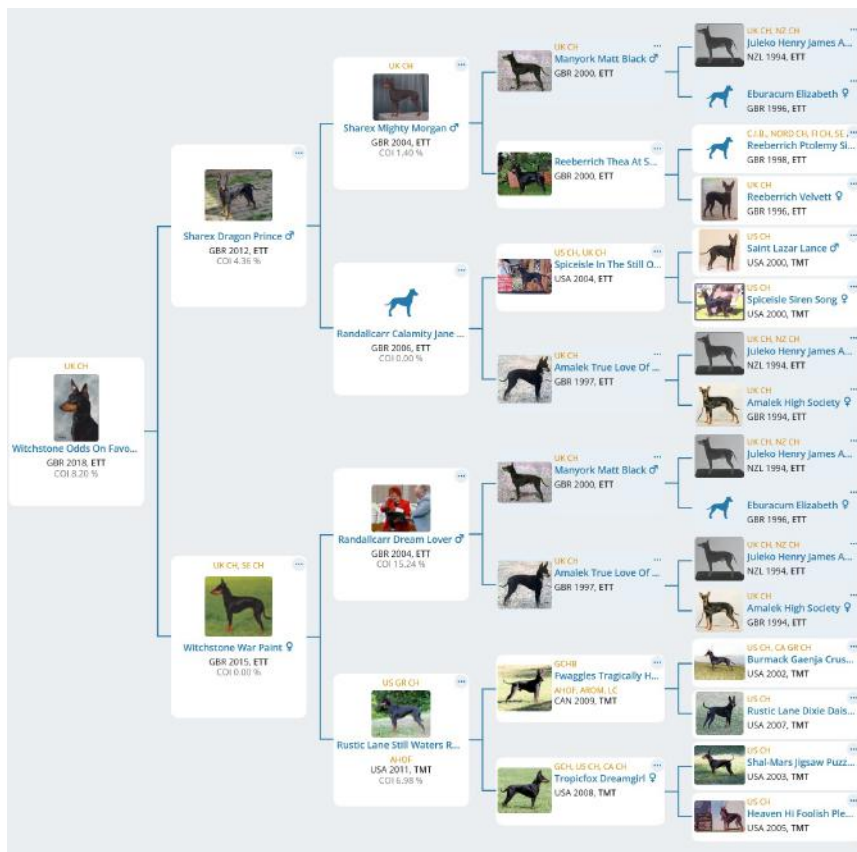 UK CH
Witchstone Odds On Favo...
GBR 2018, ETT
COI 8.20 %
Sharex Dragon Prince ♂
GBR 2012, ETT
COI 4.36 %
UK CH, SE CH
Witchstone War Paint ♀
GBR 2015, ETT
COI 0.00 %
UK CH
Sharex Mighty Morgan ♂
GBR 2004, ETT
COI 1.40 %
Randallcarr Calamity Jane ...
GBR 2006, ETT
COI 0.00 %
Randallcarr Dream Lover ♂
GBR 2004, ETT
COI 15.24 %
US GR CH
Rustic Lane Still Waters R...
AHOF
USA 2011, TMT
COI 6.98 %
UK CH
Manyork Matt Black ♂
GBR 2000, ETT
Reeberrich Thea At S...
GBR 2000, ETT
US CH, UK CH
Spiceisle In The Still O...
USA 2004, ETT
UK CH
Amalek True Love Of ...
GBR 1997, ETT
UK CH
Manyork Matt Black ♂
GBR 2000, ETT
UK CH
Amalek True Love Of ...
GBR 1997, ETT
GCHB
Fwaggles Tragically H...
AHOF, AROM, LC
CAN 2009, TMT
GCH, US CH, CA CH
Tropicfox Dreamgirl ♀
USA 2008, TMT
UK CH, NZ CH
Juleko Henry James A...
NZL 1994, ETT
Eburacum Elizabeth ♀
GBR 1996, ETT
C.I.B., NORD CH, FI CH, SE
Reeberrich Ptolemy Si...
GBR 1998, ETT
UK CH
Reeberrich Velvett ♀
GBR 1996, ETT
US CH
Saint Lazar Lance ♂
USA 2000, TMT
US CH
Spiceisle Siren Song ♀
USA 2000, TMT
UK CH, NZ CH
Juleko Henry James A...
NZL 1994, ETT
UK CH
Amalek High Society ♀
GBR 1994, ETT
UK CH, NZ CH
Juleko Henry James A...
NZL 1994, ETT
Eburacum Elizabeth ♀
GBR 1996, ETT
UK CH, NZ CH
Juleko Henry James A...
NZL 1994, ETT
UK CH
Amalek High Society ♀
GBR 1994, ETT
US CH, CA GR CH
Burmack Gaenja Crus...
USA 2002, TMT
Rustic Lane Dixie Dais...
USA 2007, TMT
US CH
Shal-Mars Jigsaw Puzz...
USA 2003, TMT
US CH
Heaven Hi Foolish Ple...
USA 2005, TMT